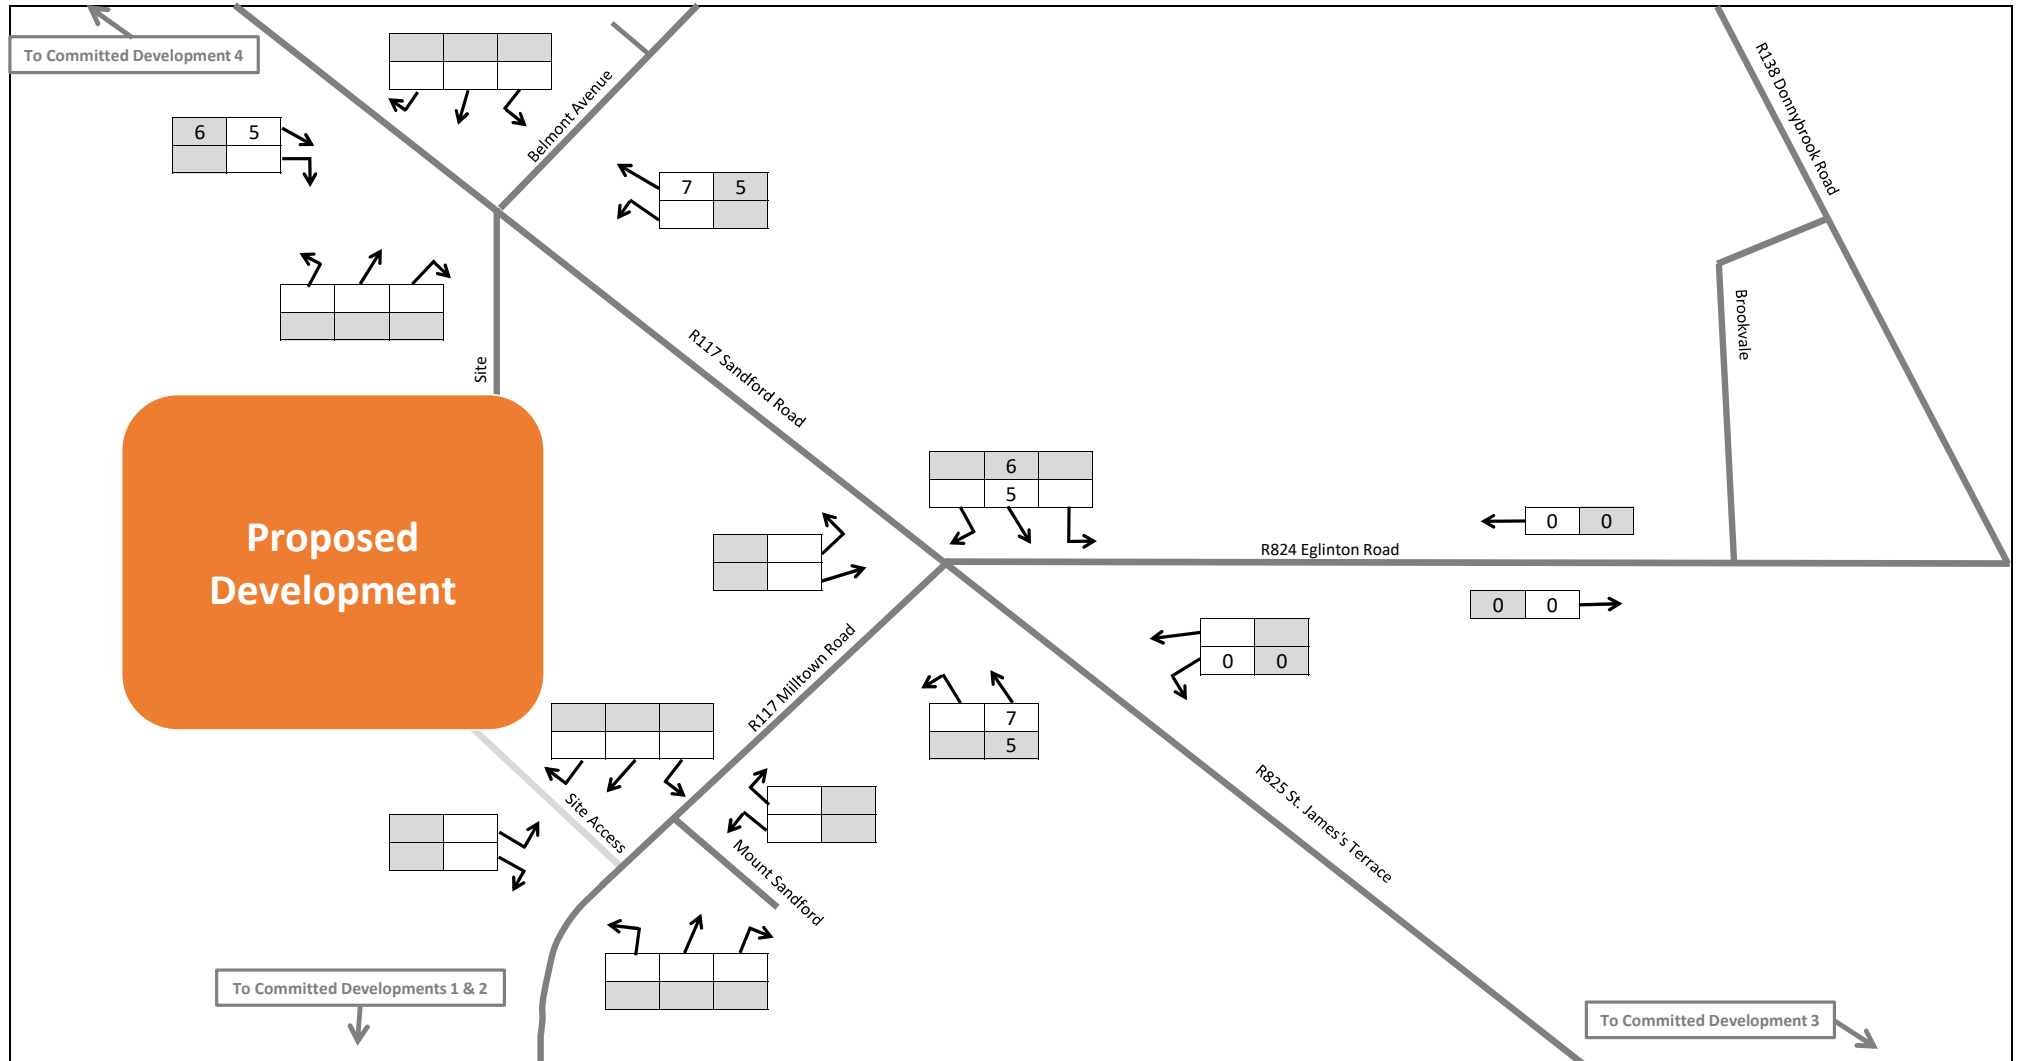 To Committed Development 4
Belmont Avenue
R138 Donnybrook Road
6 5
7 5
Brookvale
R117 Sandford Road
Site
6
5
Proposed
Development
0 0
R824 Eglinton Road
0 0
0 0
R117 Milltown Road
7
5
R825 St. James's Terrace
Site Access
Mount Sandford
To Committed Developments 1 & 2
To Committed Development 3